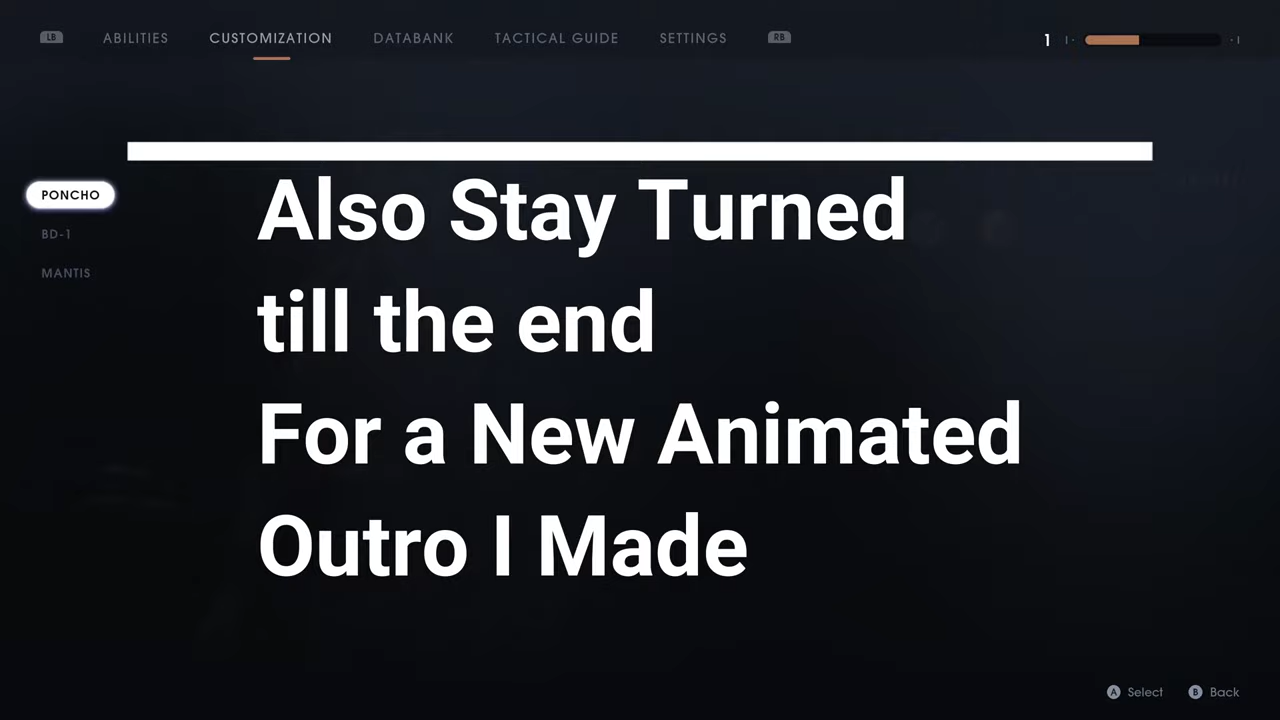 LB ABILITIES CUSTOMIZATION DATABANK TACTICAL GUIDE SETTINGS RB 1
PONCHO
BD-1
MANTIS
Also Stay Turned
till the end
For a New Animated
Outro I Made
A Select B Back